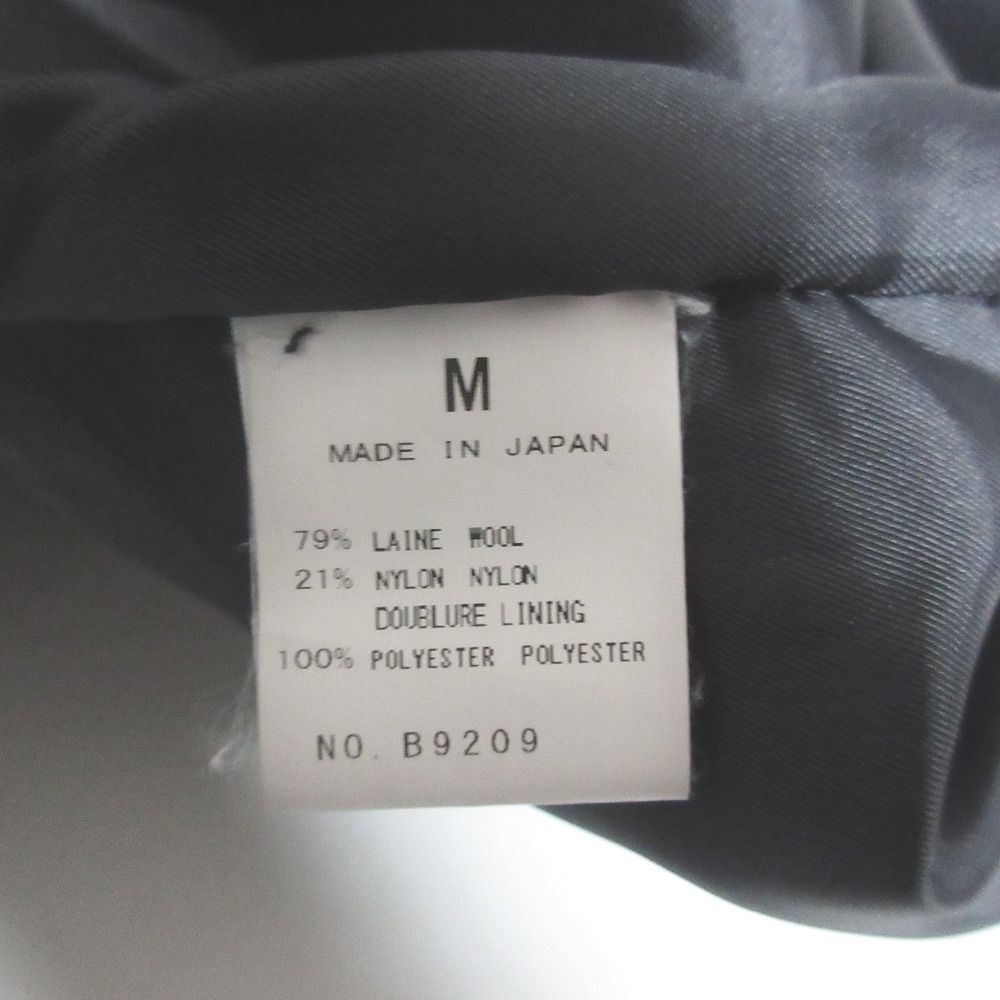 M
MADE IN JAPAN
79% LAINE WOOL
21% NYLON NYLON
DOUBLURE LINING
100% POLYESTER POLYESTER
NO. B9209